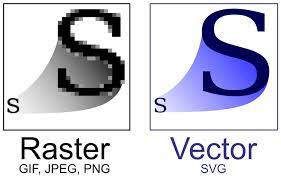 S
S
S
S
Raster
GIF, JPEG, PNG
Vector
SVG